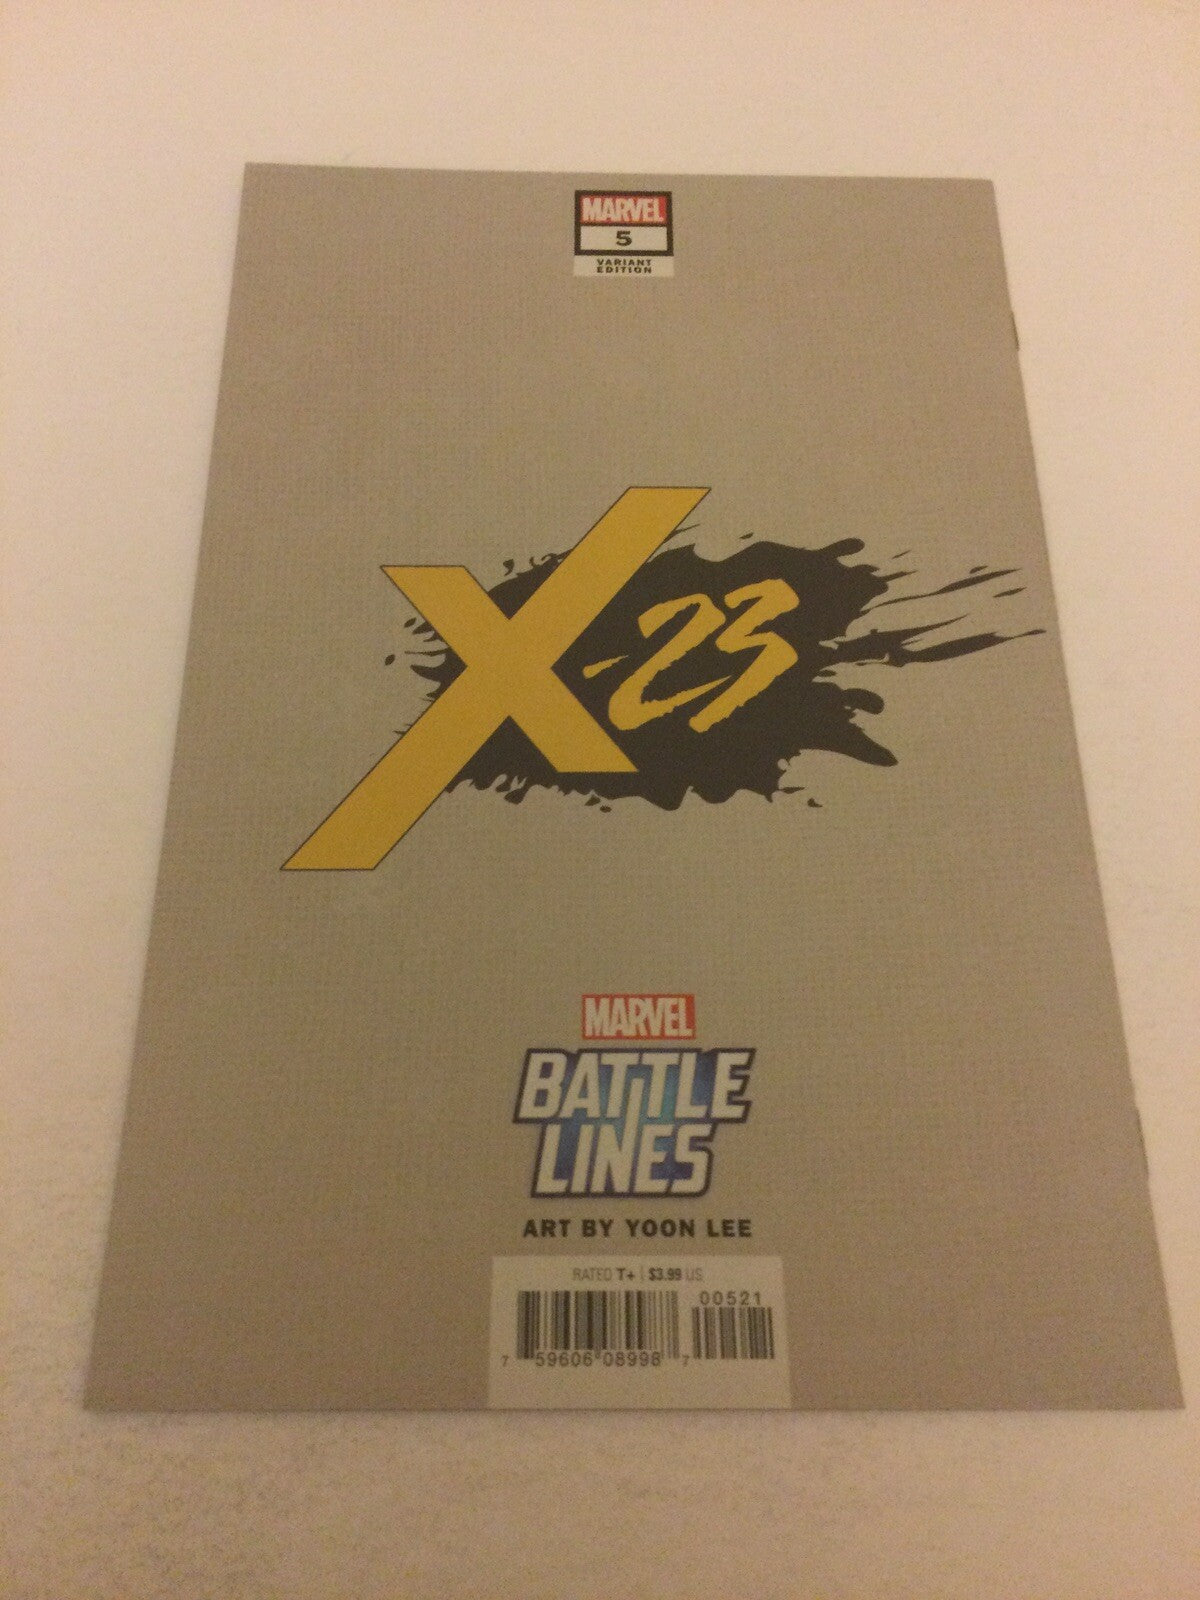 MARVEL
5
VARIANT
EDITION
X-23
MARVEL
BATTLE
LINES
ART BY YOON LEE
RATED T+ | $3.99 US
00521
7 59606 08998 7